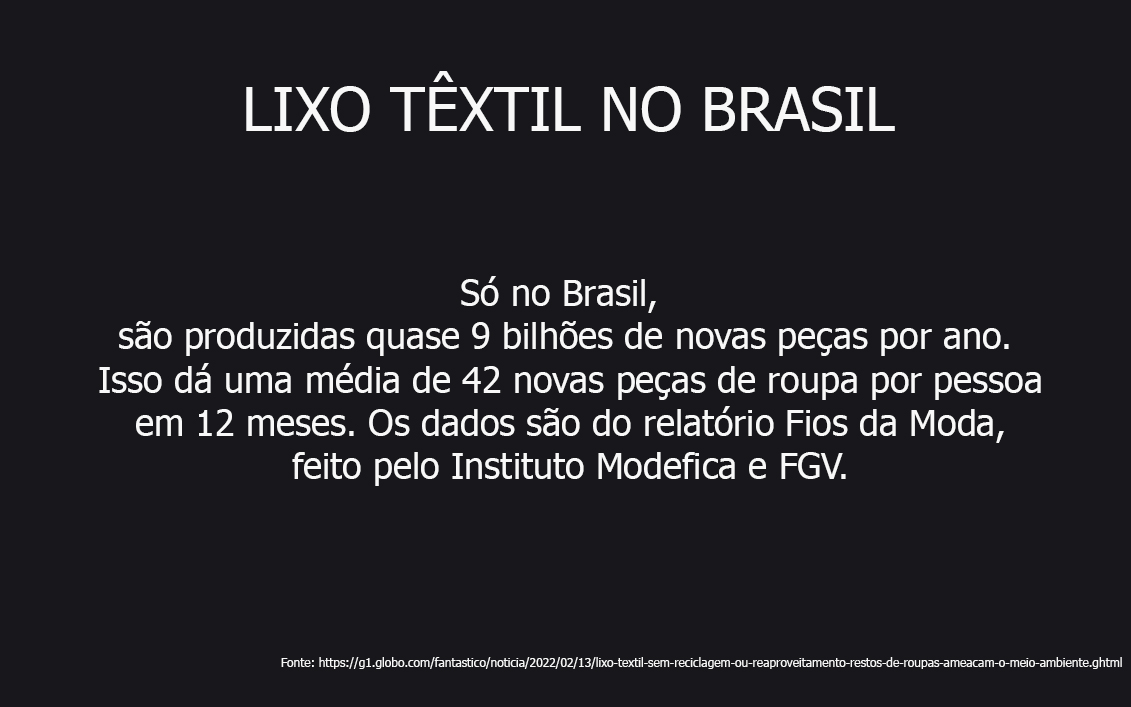 LIXO TÊXTIL NO BRASIL
Só no Brasil,
são produzidas quase 9 bilhões de novas peças por ano.
Isso dá uma média de 42 novas peças de roupa por pessoa
em 12 meses. Os dados são do relatório Fios da Moda,
feito pelo Instituto Modefica e FGV.
Fonte: https://g1.globo.com/fantastico/noticia/2022/02/13/lixo-textil-sem-reciclagem-ou-reaproveitamento-restos-de-roupas-ameacam-o-meio-ambiente.ghtml